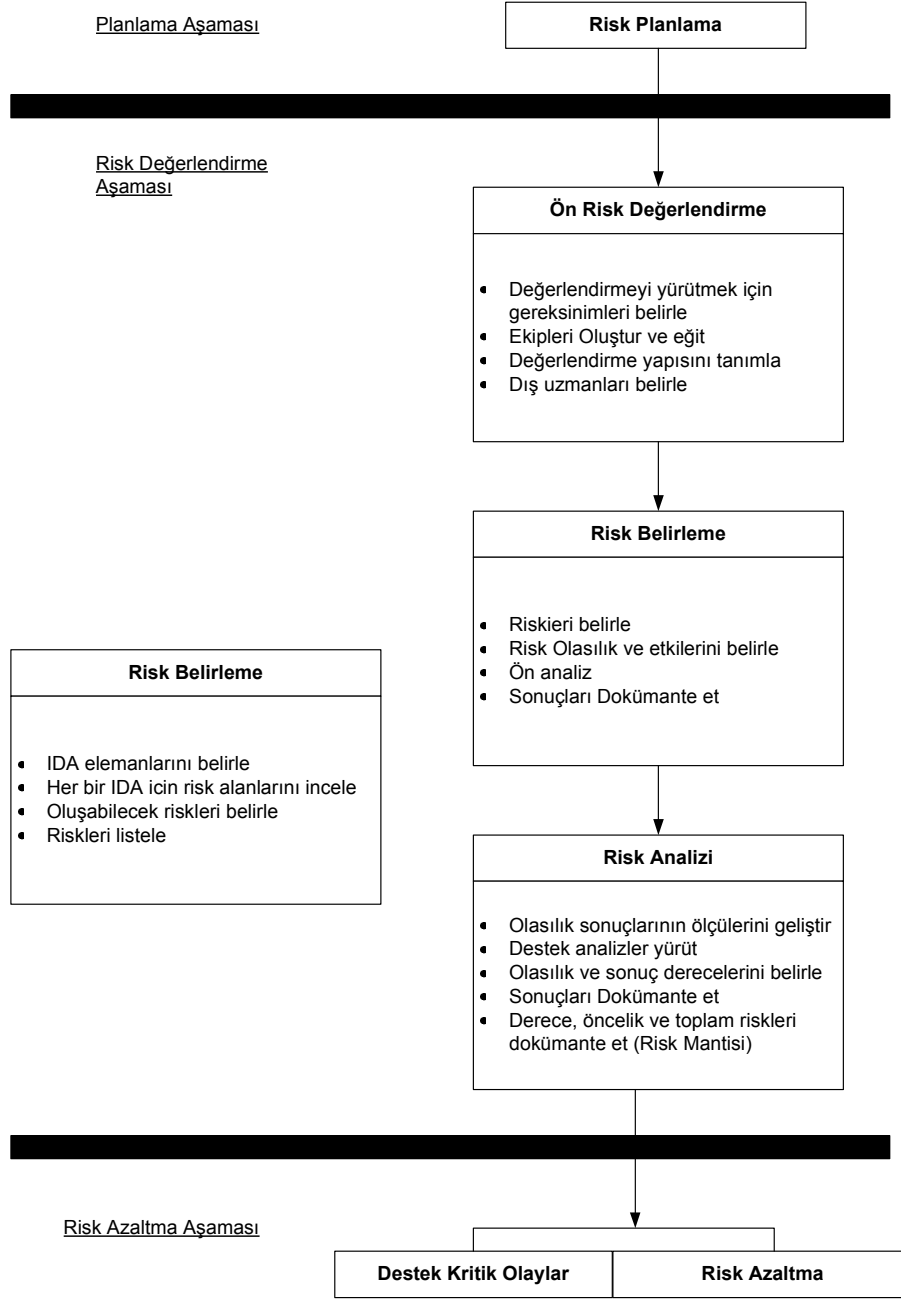 Planlama Aşaması
Risk Planlama
Risk Değerlendirme
Aşaması
Ön Risk Değerlendirme
Değerlendirmeyi yürütmek için
gereksinimleri belirle
Ekipleri Oluştur ve eğit
Değerlendirme yapısını tanımla
Dış uzmanları belirle
Risk Belirleme
Riskieri belirle
Risk Olasılık ve etkilerini belirle
Ön analiz
Sonuçları Dokümante et
Risk Belirleme
IDA elemanlarını belirle
Her bir IDA icin risk alanlarını incele
Oluşabilecek riskleri belirle
Riskleri listele
Risk Analizi
Olasılık sonuçlarının ölçülerini geliştir
Destek analizler yürüt
Olasılık ve sonuç derecelerini belirle
Sonuçları Dokümante et
Derece, öncelik ve toplam riskleri
dokümante et (Risk Mantisi)
Risk Azaltma Aşaması
Destek Kritik Olaylar
Risk Azaltma